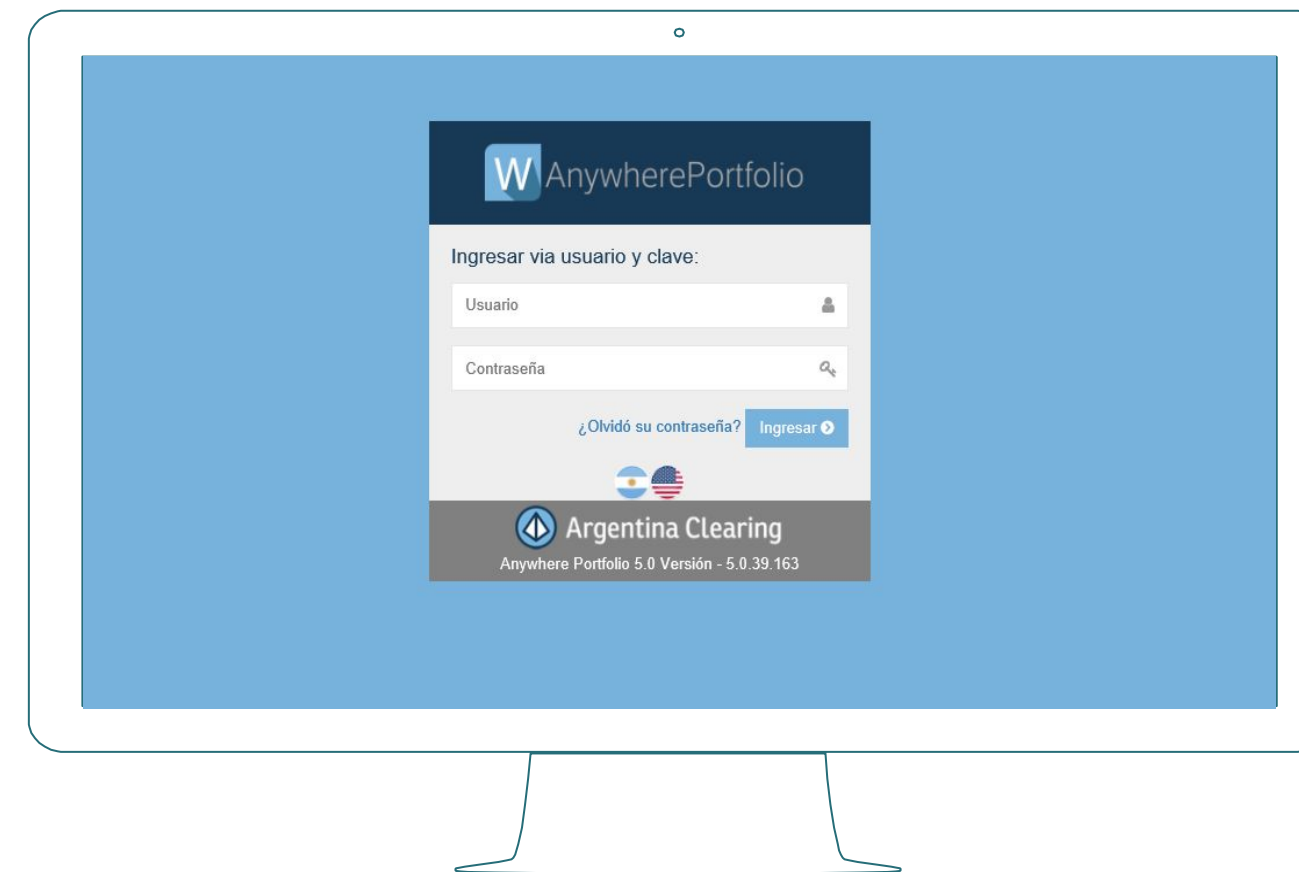 W AnywherePortfolio
Ingresar via usuario y clave:
Usuario
Contraseña
¿Olvidó su contraseña? Ingresar
Argentina Clearing
Anywhere Portfolio 5.0 Versión - 5.0.39.163